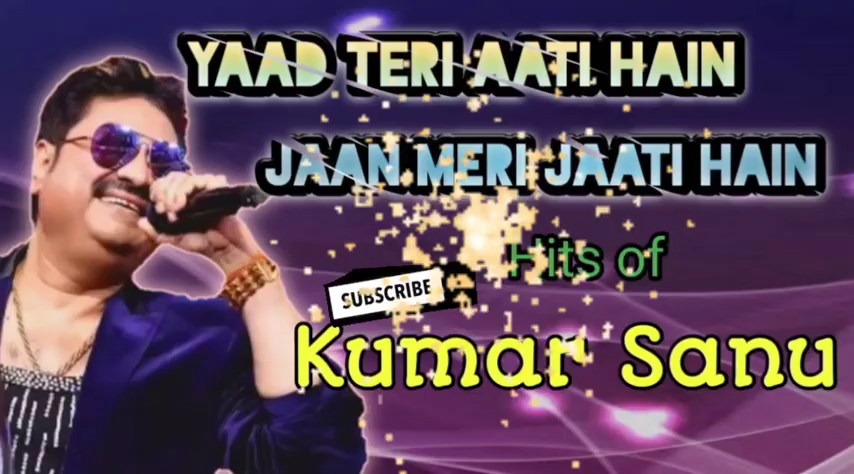 YAAD TERI AATI HAIN
JAAN MERI JAATI HAIN
Hits of
SUBSCRIBE
Kumar Sanu